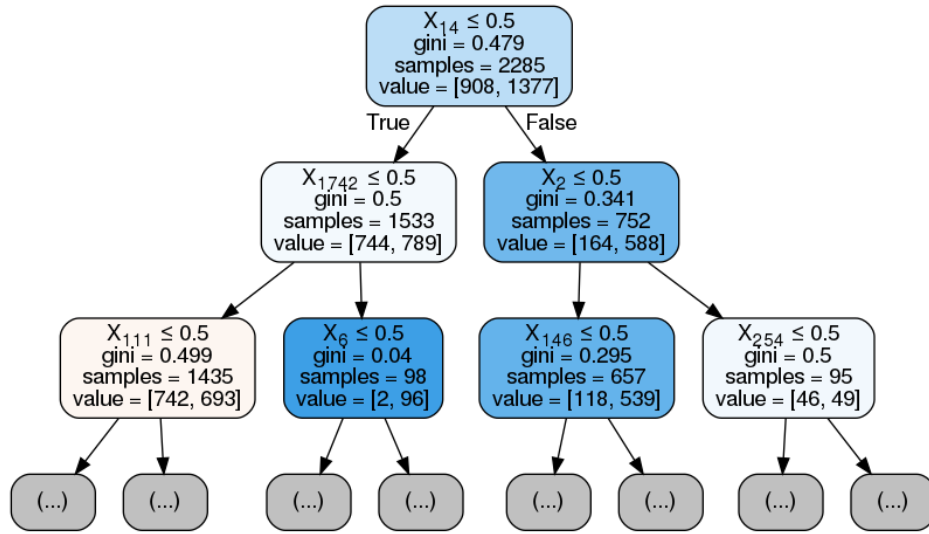 X₁₄ ≤ 0.5
gini = 0.479
samples = 2285
value = [908, 1377]
True
False
X₁₇₄₂ ≤ 0.5
gini = 0.5
samples = 1533
value = [744, 789]
X₂ ≤ 0.5
gini = 0.341
samples = 752
value = [164, 588]
X₁₁₁ ≤ 0.5
gini = 0.499
samples = 1435
value = [742, 693]
X₆ ≤ 0.5
gini = 0.04
samples = 98
value = [2, 96]
X₁₄₆ ≤ 0.5
gini = 0.295
samples = 657
value = [118, 539]
X₂₅₄ ≤ 0.5
gini = 0.5
samples = 95
value = [46, 49]
(...)
(...)
(...)
(...)
(...)
(...)
(...)
(...)